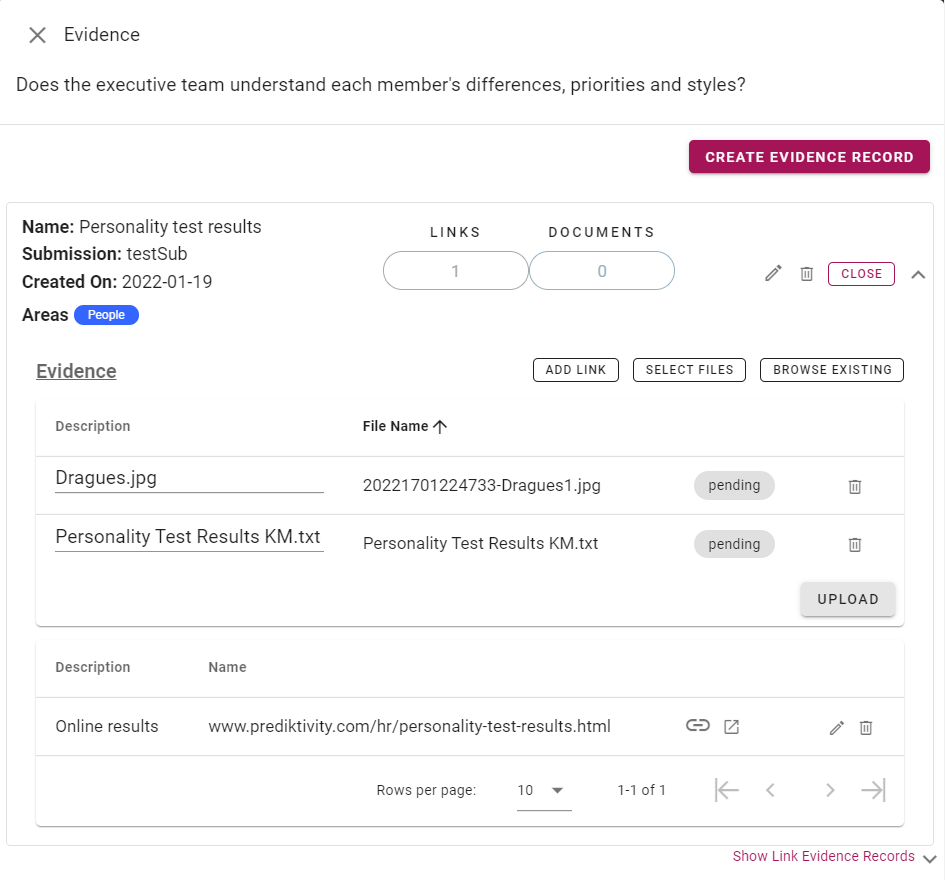 Evidence
Does the executive team understand each member's differences, priorities and styles?
CREATE EVIDENCE RECORD
Name: Personality test results
Submission: testSub
Created On: 2022-01-19
Areas People
LINKS DOCUMENTS
1 0
CLOSE
Evidence ADD LINK SELECT FILES BROWSE EXISTING
Description File Name
Dragues.jpg 20221701224733-Dragues1.jpg pending
Personality Test Results KM.txt Personality Test Results KM.txt pending
UPLOAD
Description Name
Online results www.prediktivity.com/hr/personality-test-results.html
Rows per page: 10 1-1 of 1
Show Link Evidence Records